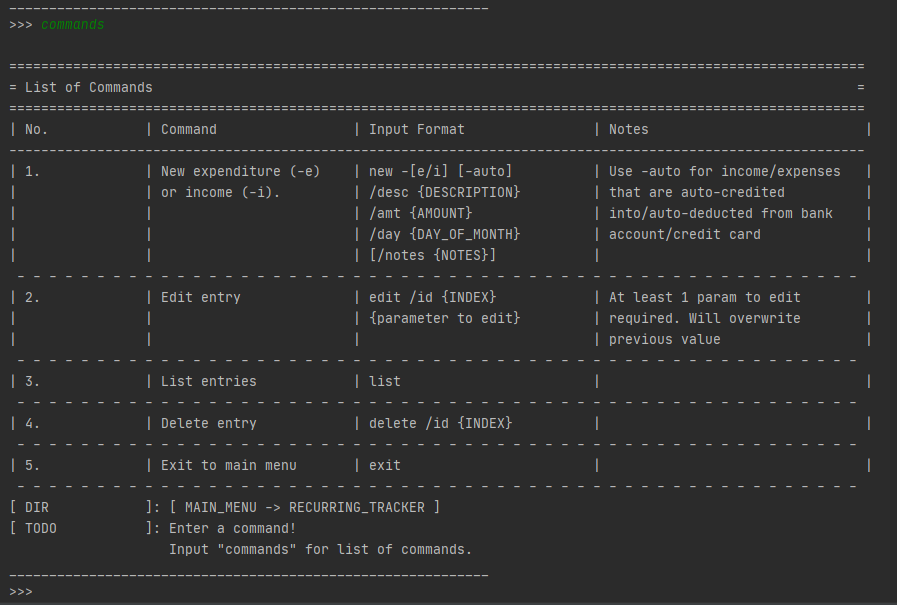 ____________________________________________________________
>>> commands
===========================================================================================================
= List of Commands                                                                                        =
===========================================================================================================
| No.             | Command                 | Input Format                | Notes                           |
-----------------------------------------------------------------------------------------------------------
| 1.              | New expenditure (-e)    | new -[e/i] [-auto]          | Use -auto for income/expenses   |
|                 | or income (-i).         | /desc {DESCRIPTION}         | that are auto-credited          |
|                 |                         | /amt {AMOUNT}               | into/auto-deducted from bank    |
|                 |                         | /day {DAY_OF_MONTH}         | account/credit card             |
|                 |                         | [/notes {NOTES}]            |                                 |
 - - - - - - - - - - - - - - - - - - - - - - - - - - - - - - - - - - - - - - - - - - - - - - - - - - - - -
| 2.              | Edit entry              | edit /id {INDEX}            | At least 1 param to edit        |
|                 |                         | {parameter to edit}         | required. Will overwrite        |
|                 |                         |                             | previous value                  |
 - - - - - - - - - - - - - - - - - - - - - - - - - - - - - - - - - - - - - - - - - - - - - - - - - - - - -
| 3.              | List entries            | list                        |                                 |
 - - - - - - - - - - - - - - - - - - - - - - - - - - - - - - - - - - - - - - - - - - - - - - - - - - - - -
| 4.              | Delete entry            | delete /id {INDEX}          |                                 |
 - - - - - - - - - - - - - - - - - - - - - - - - - - - - - - - - - - - - - - - - - - - - - - - - - - - - -
| 5.              | Exit to main menu       | exit                        |                                 |
 - - - - - - - - - - - - - - - - - - - - - - - - - - - - - - - - - - - - - - - - - - - - - - - - - - - - -
[ DIR            ]: [ MAIN_MENU -> RECURRING_TRACKER ]
[ TODO           ]: Enter a command!
                    Input "commands" for list of commands.
____________________________________________________________
>>>